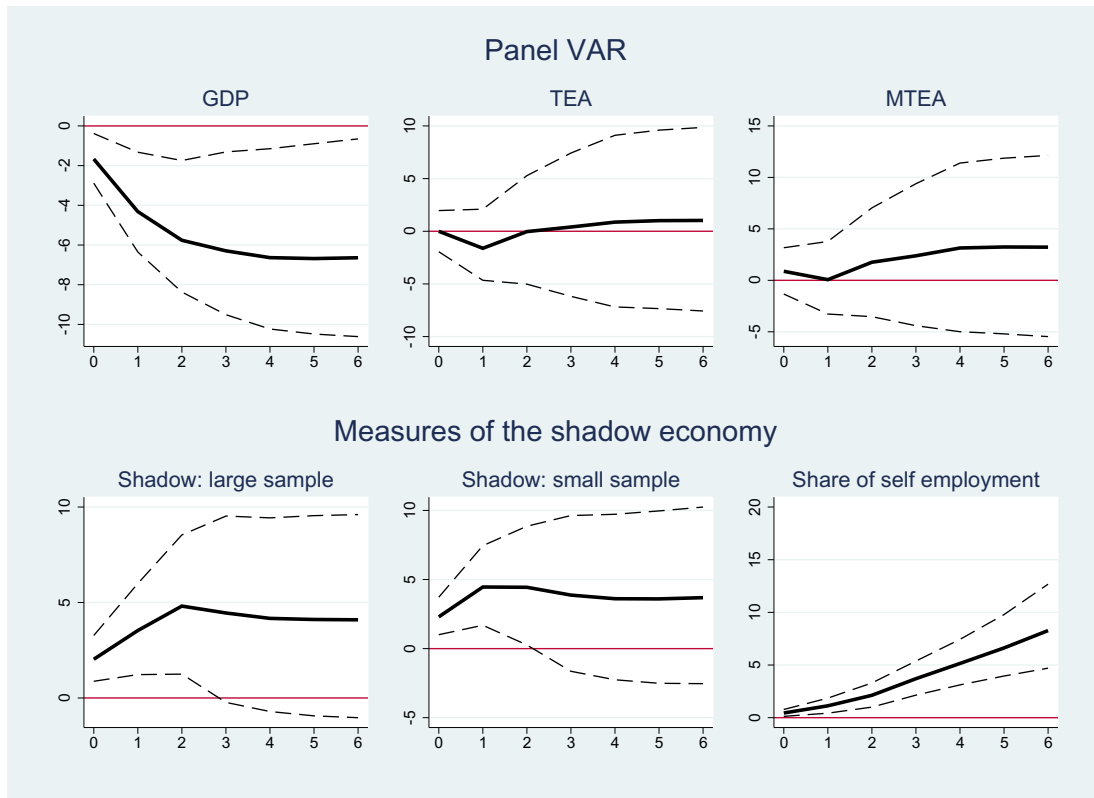 Panel VAR
GDP
TEA
MTEA
0
-2
-4
-6
-8
-10
0 1 2 3 4 5 6
10
5
0
-5
-10
0 1 2 3 4 5 6
15
10
5
0
-5
0 1 2 3 4 5 6
Measures of the shadow economy
Shadow: large sample
Shadow: small sample
Share of self employment
10
5
0
0 1 2 3 4 5 6
10
5
0
-5
0 1 2 3 4 5 6
20
15
10
5
0
0 1 2 3 4 5 6